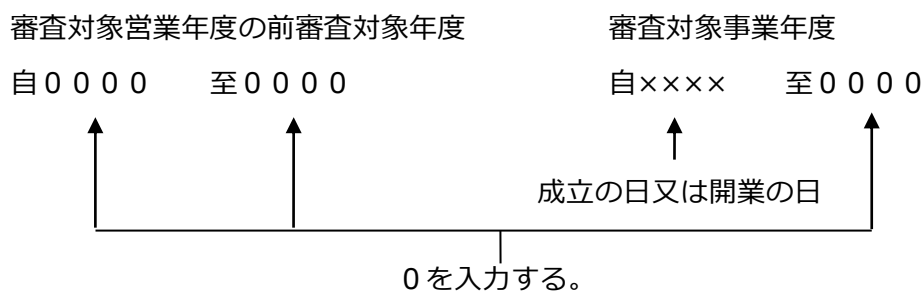 審査対象営業年度の前審査対象年度 審査対象事業年度
自0000 至0000 自×××× 至0000
成立の日又は開業の日
0を入力する。